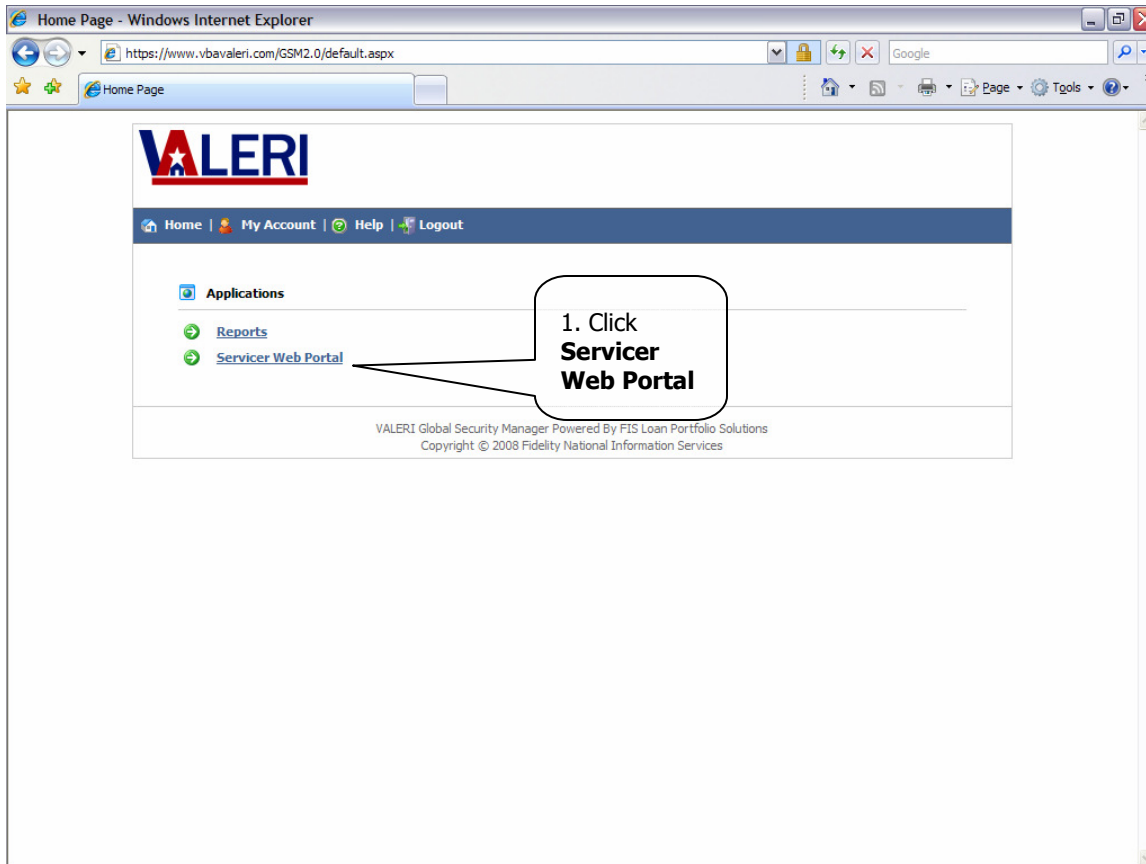 Home Page - Windows Internet Explorer
https://www.vbavaleri.com/GSM2.0/default.aspx
Google
Home Page
Page
Tools
VALERI
Home | My Account | Help | Logout
Applications
Reports
Servicer Web Portal
1. Click
Servicer
Web Portal
VALERI Global Security Manager Powered By FIS Loan Portfolio Solutions
Copyright © 2008 Fidelity National Information Services